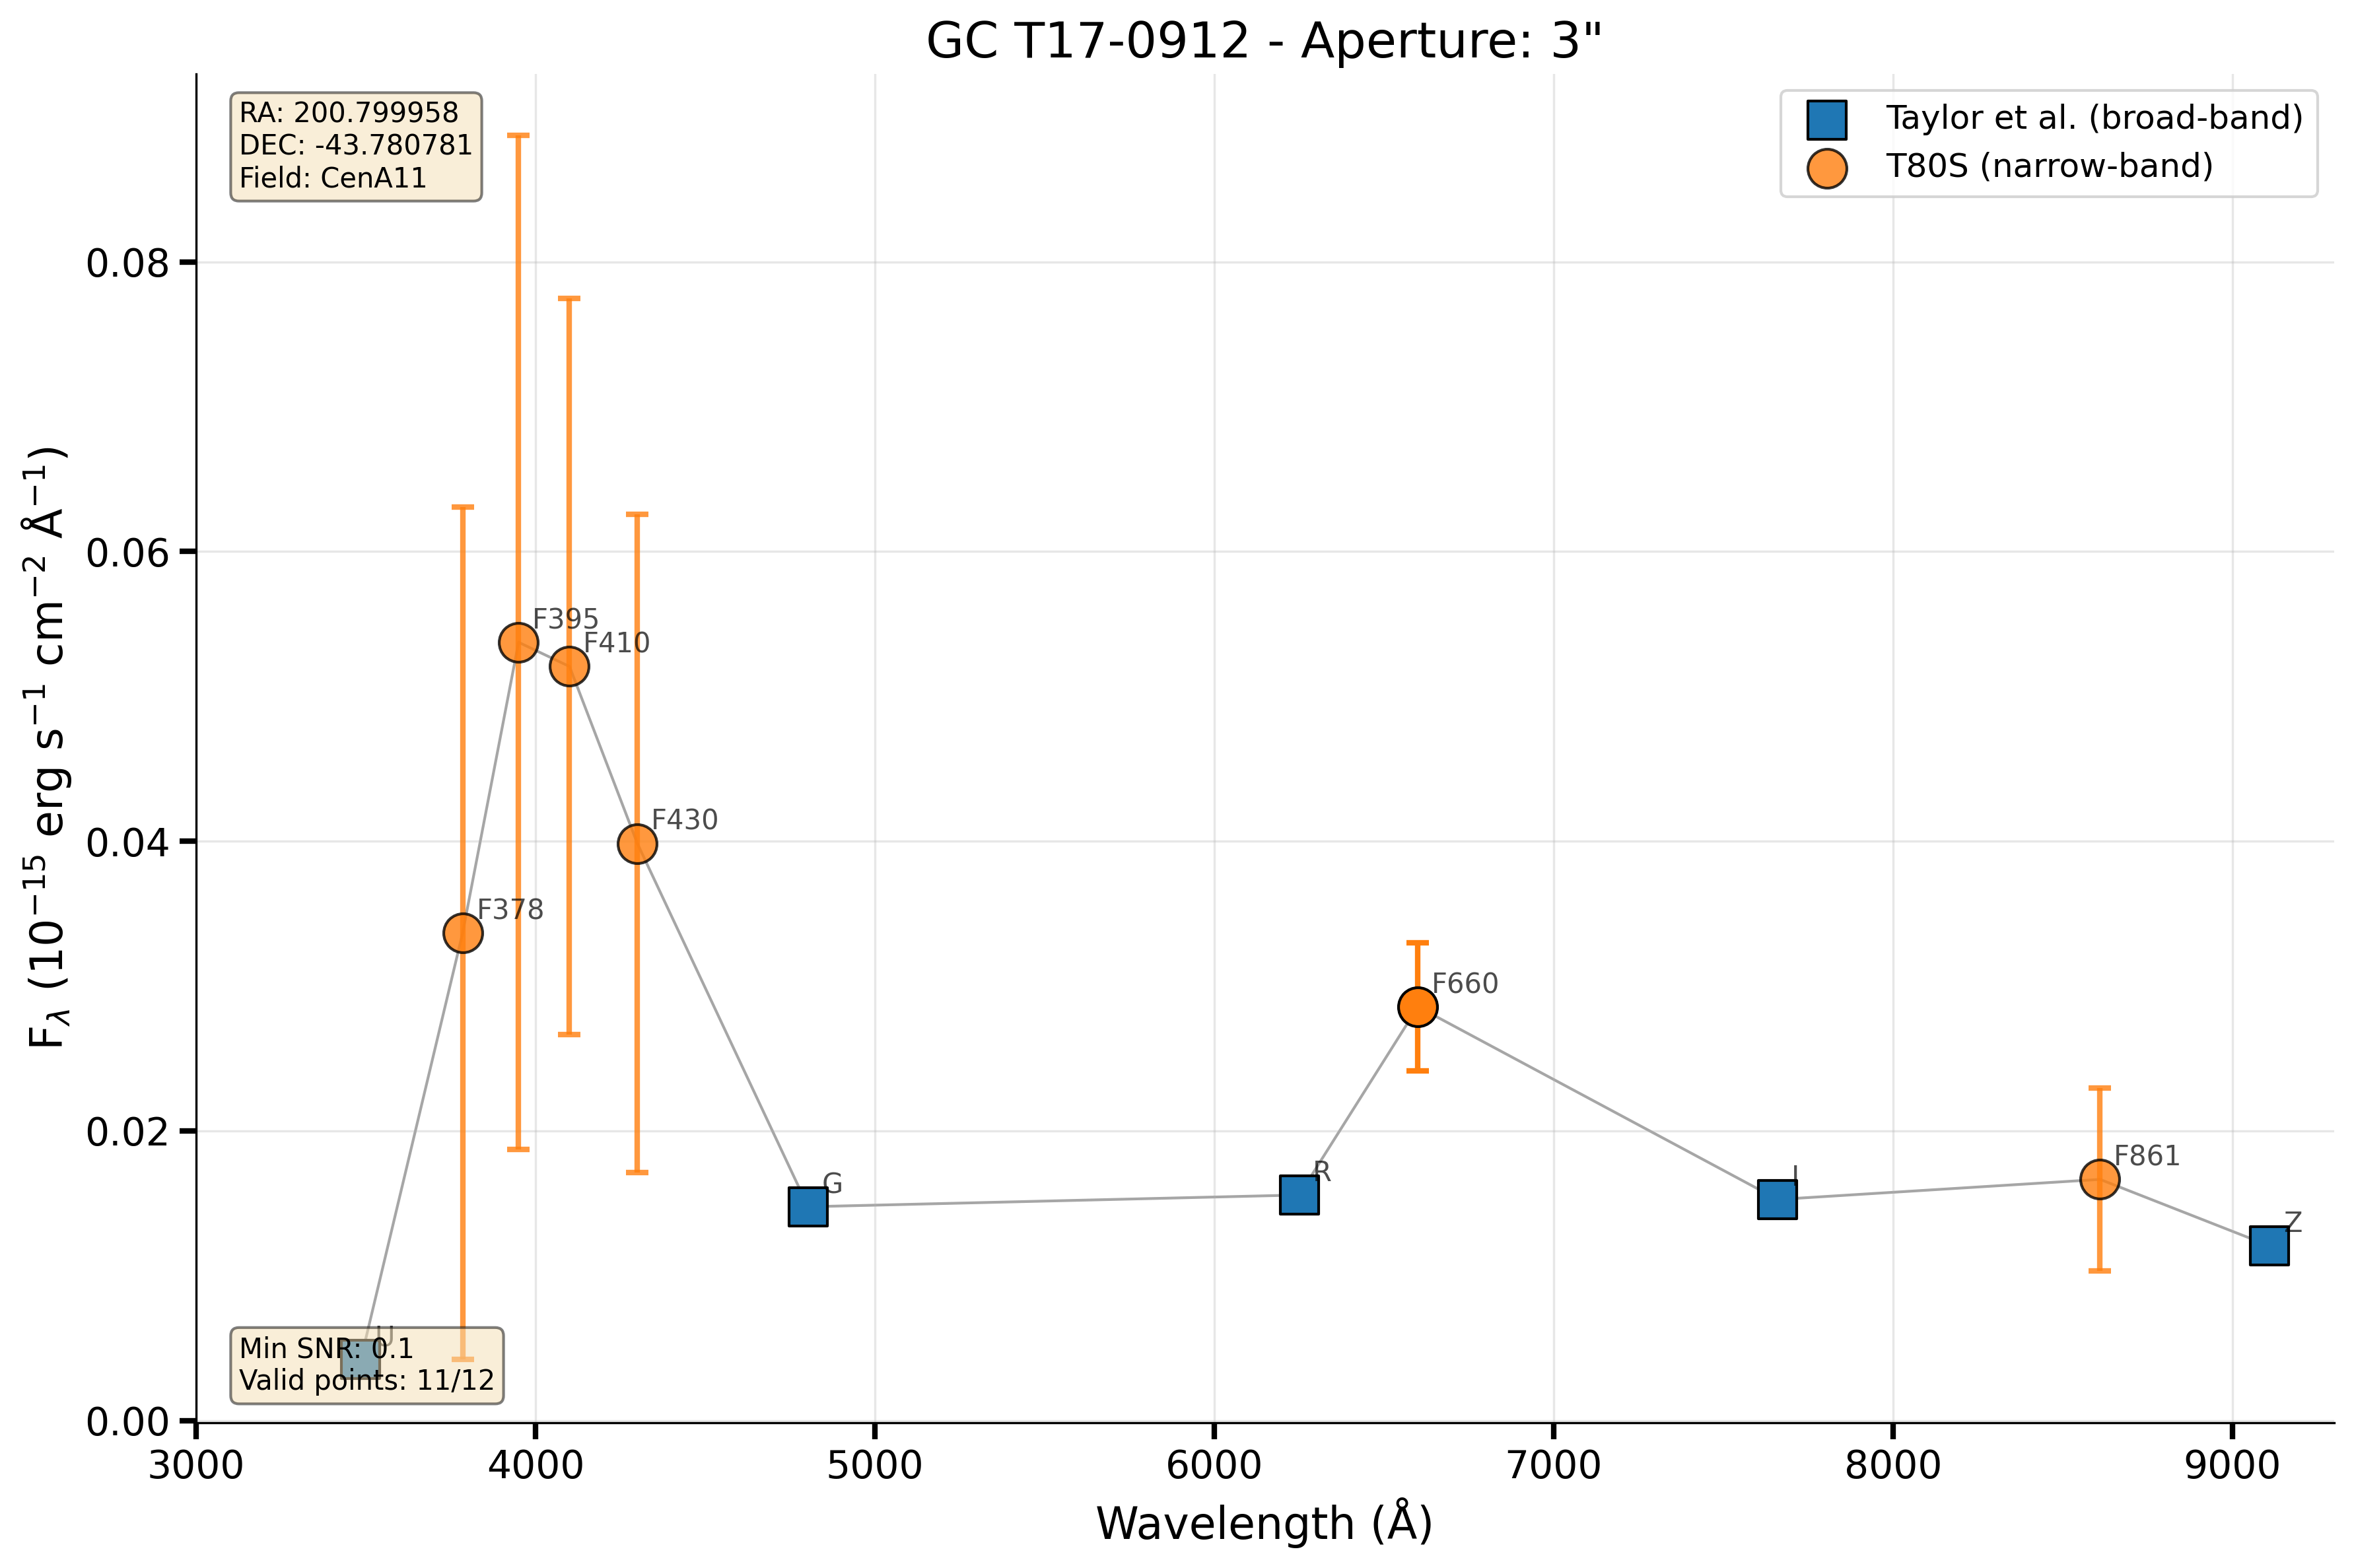 GC T17-0912 - Aperture: 3"
RA: 200.799958
DEC: -43.780781
Field: CenA11
Taylor et al. (broad-band)
T80S (narrow-band)
F$_{\lambda}$ (10$^{-15}$ erg s$^{-1}$ cm$^{-2}$ Å$^{-1}$)
0.08
0.06
0.04
0.02
0.00
F395
F410
F378
F430
F660
G
R
I
F861
Z
U
Min SNR: 0.1
Valid points: 11/12
3000 4000 5000 6000 7000 8000 9000
Wavelength (Å)